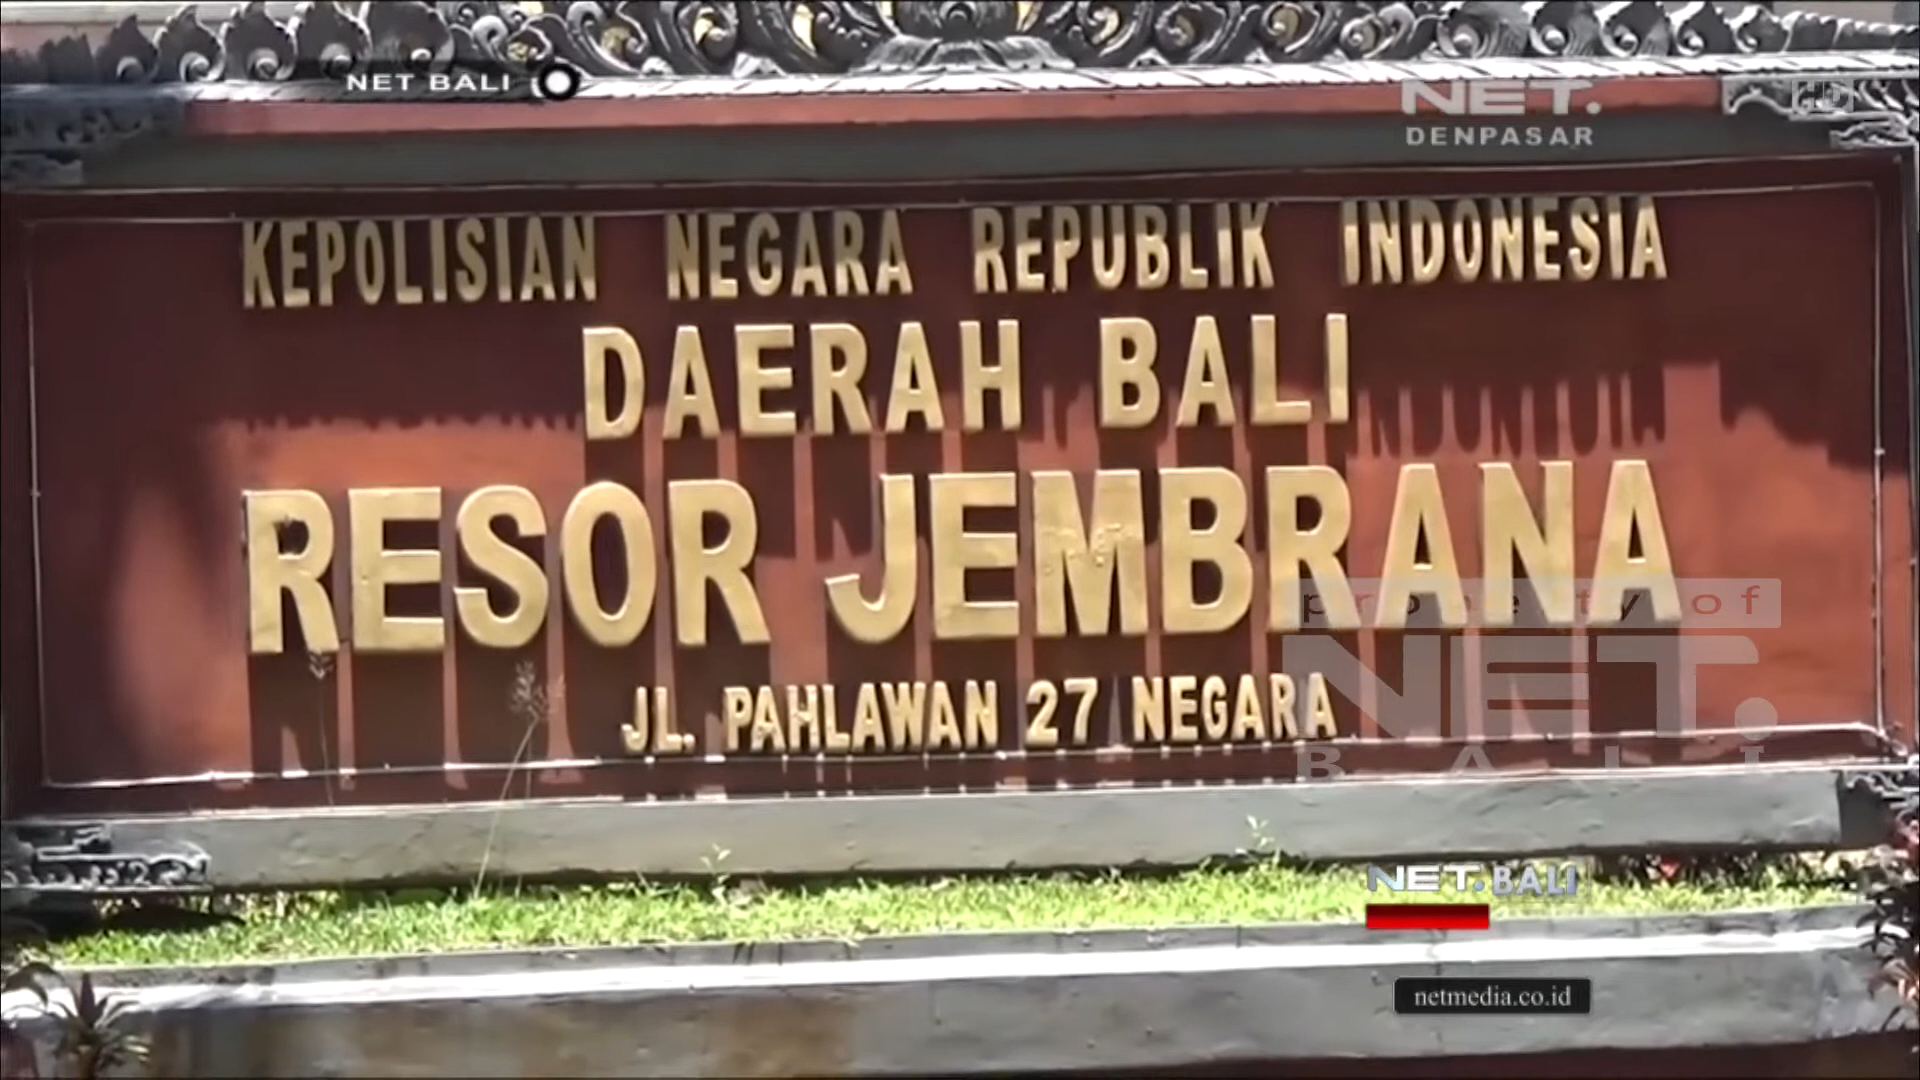 NET BALI
NET.
HD
DENPASAR
KEPOLISIAN NEGARA REPUBLIK INDONESIA
DAERAH BALI
RESOR JEMBRANA
property of
JL. PAHLAWAN 27 NEGARA
NET.
BALI
NET.BALI
netmedia.co.id